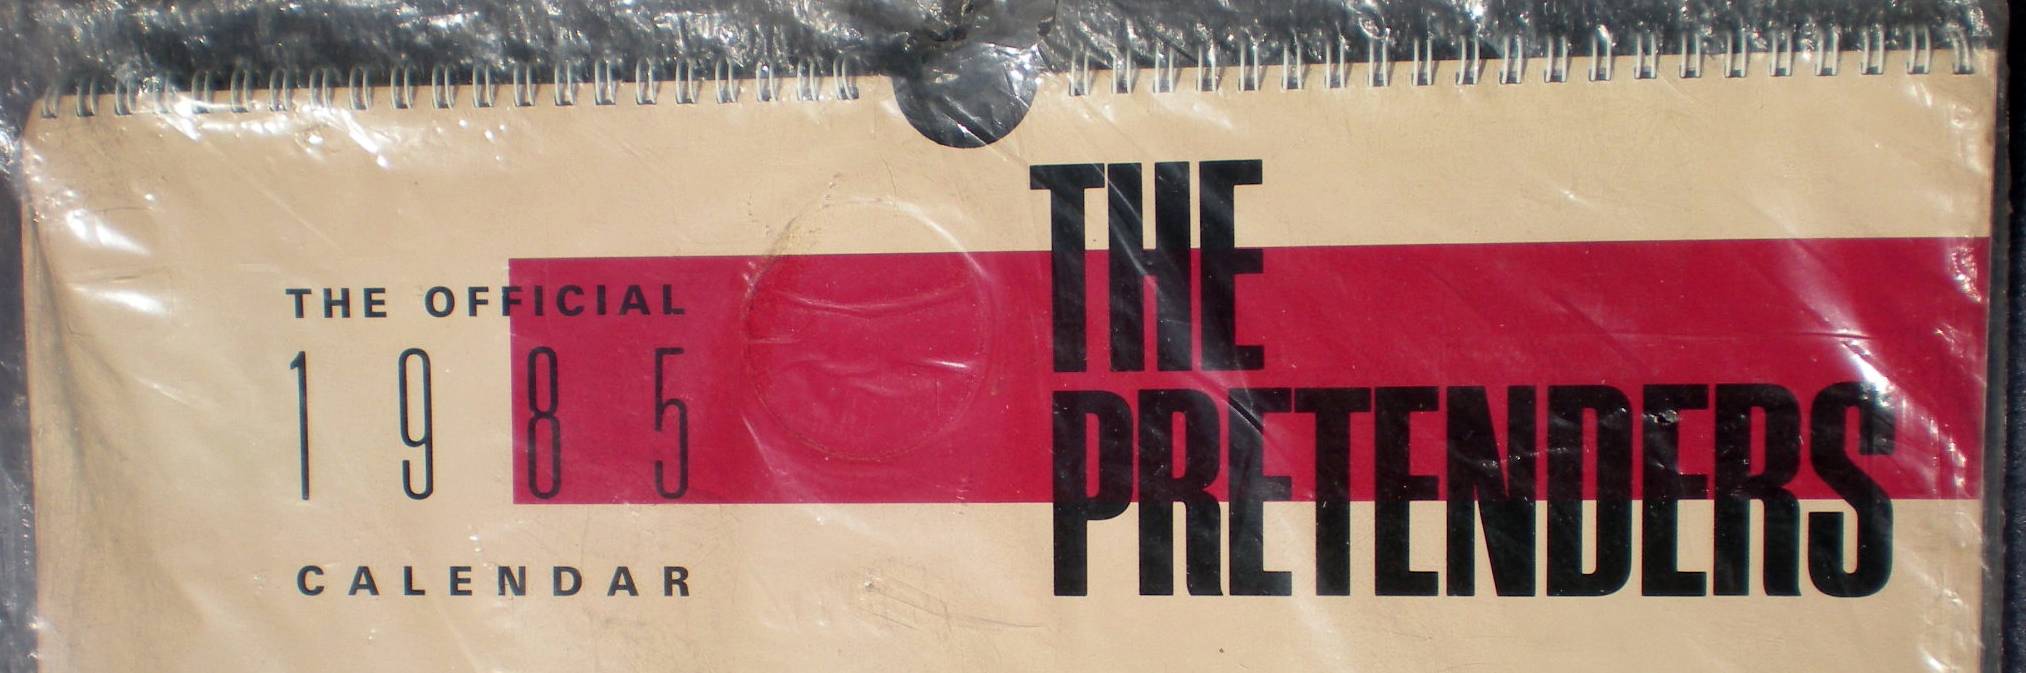 THE OFFICIAL
1985
CALENDAR
THE
PRETENDERS